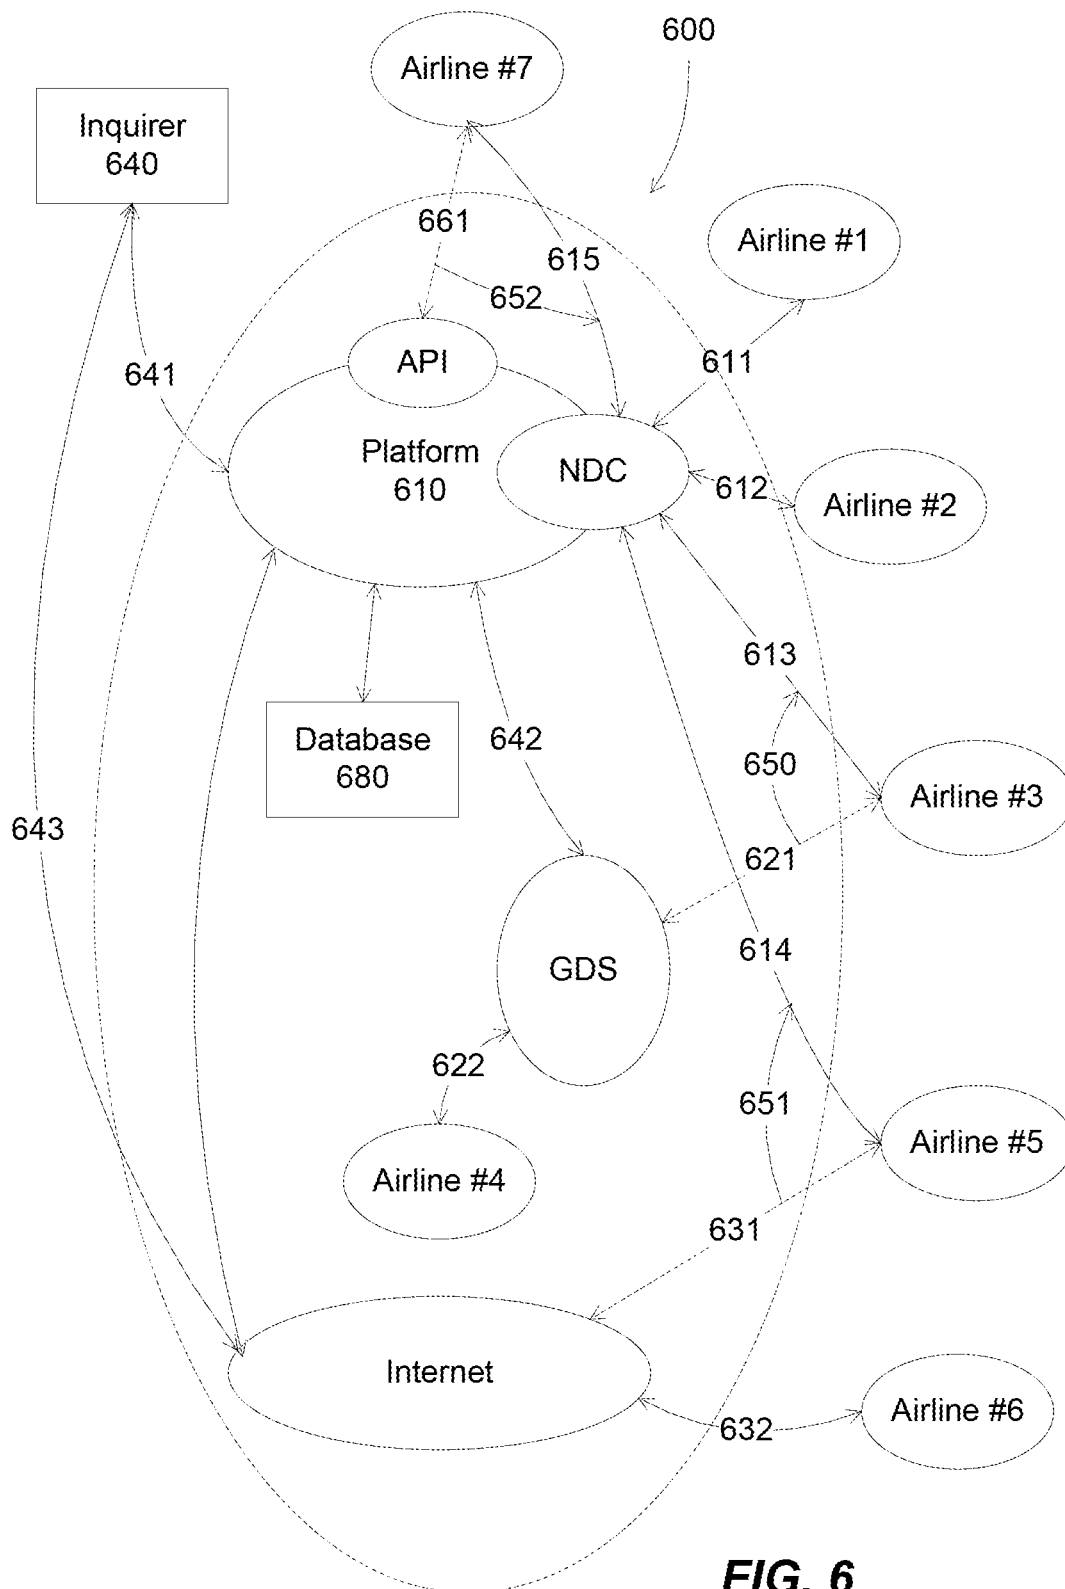 600
Airline #7
Inquirer
640
661
615
Airline #1
652
API
611
641
Platform
610
NDC
612
Airline #2
613
Database
680
642
650
Airline #3
643
621
614
GDS
622
651
Airline #4
Airline #5
631
Internet
632
Airline #6
FIG. 6